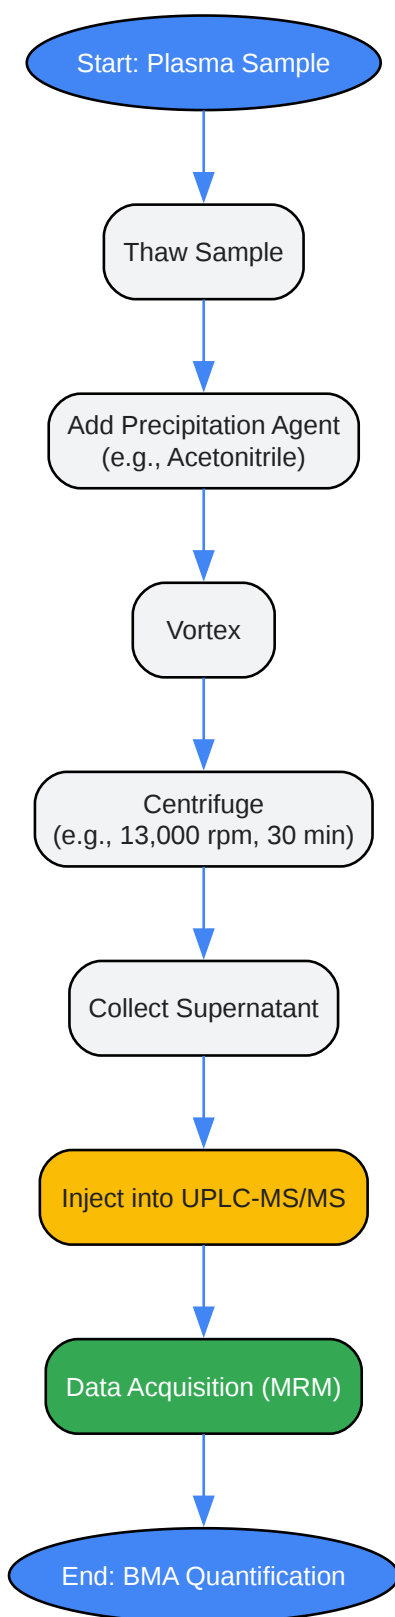 Start: Plasma Sample
Thaw Sample
Add Precipitation Agent
(e.g., Acetonitrile)
Vortex
Centrifuge
(e.g., 13,000 rpm, 30 min)
Collect Supernatant
Inject into UPLC-MS/MS
Data Acquisition (MRM)
End: BMA Quantification